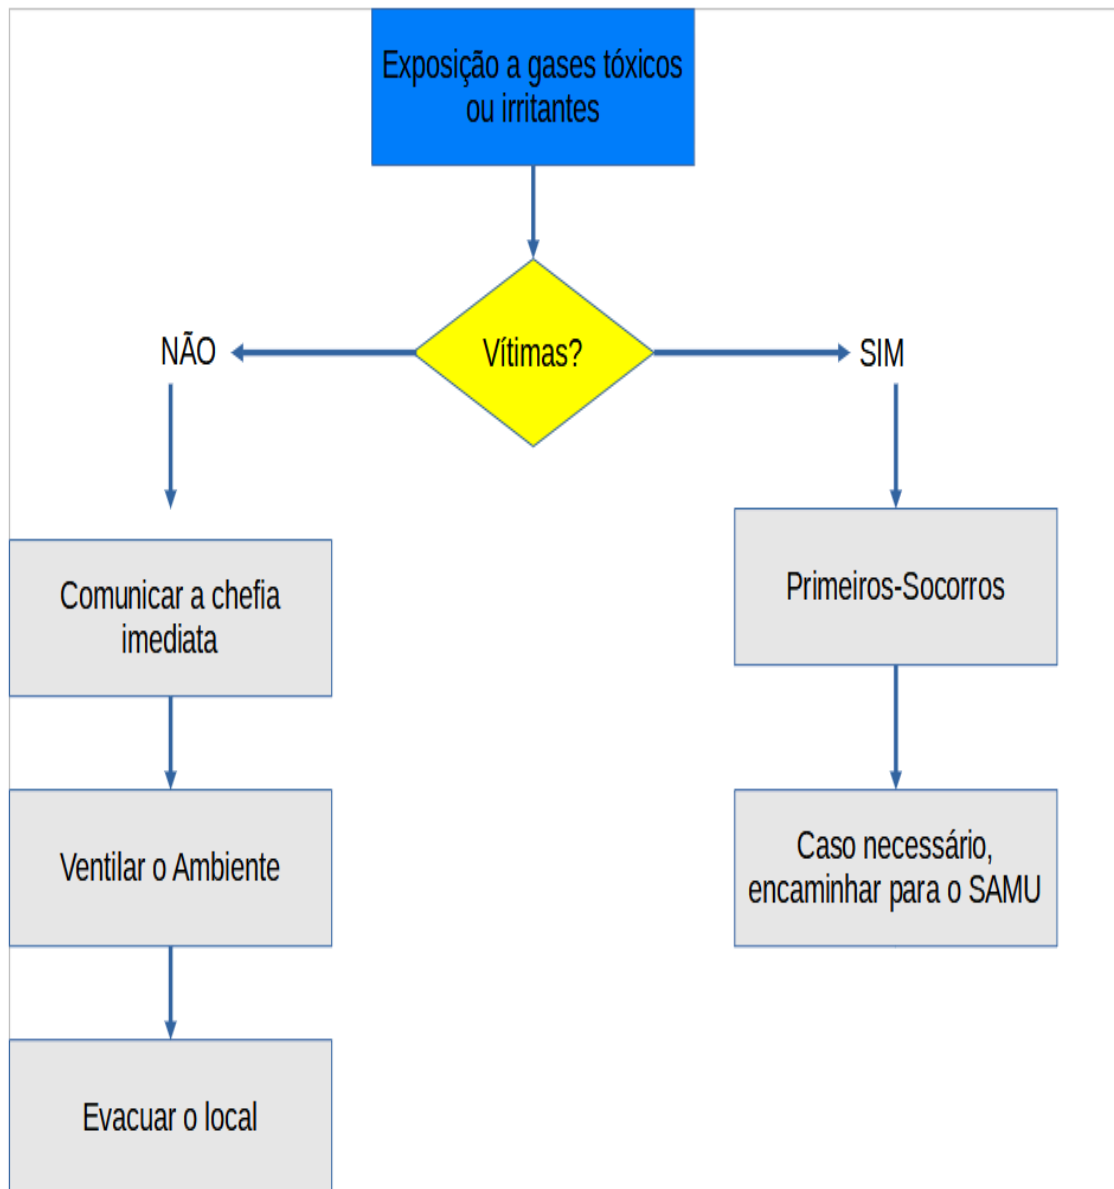 Exposição a gases tóxicos
ou irritantes
Vítimas?
NÃO
SIM
Comunicar a chefia
imediata
Primeiros-Socorros
Ventilar o Ambiente
Caso necessário,
encaminhar para o SAMU
Evacuar o local